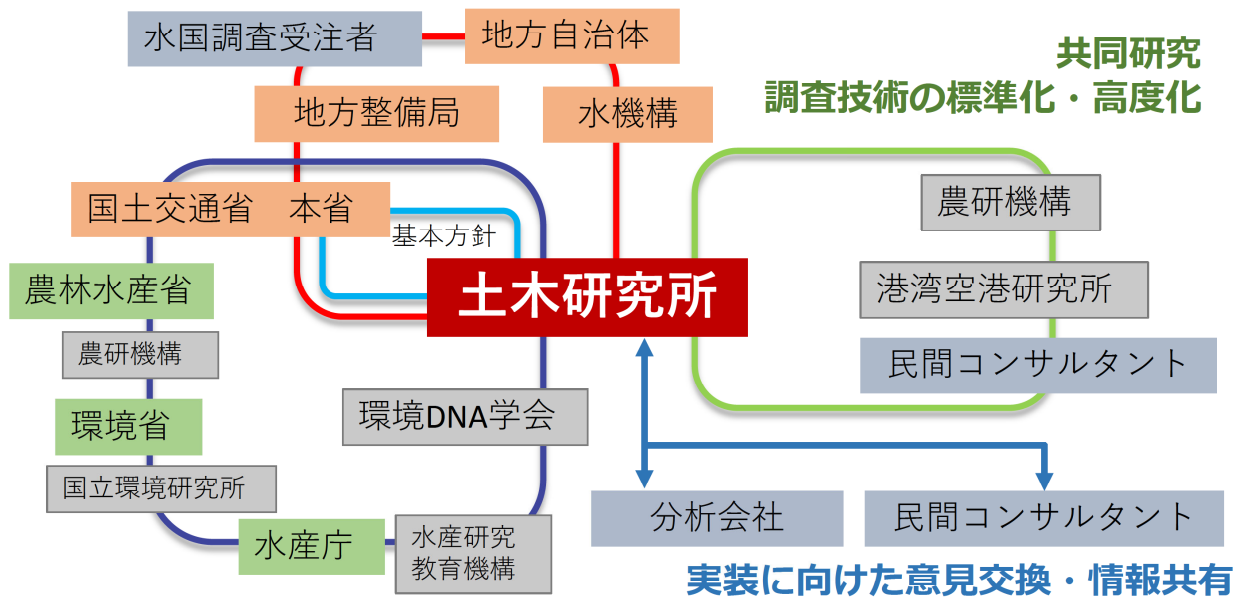 水国調査受注者
地方自治体
共同研究
調査技術の標準化・高度化
地方整備局
水機構
国土交通省　本省
農研機構
基本方針
農林水産省
土木研究所
港湾空港研究所
農研機構
民間コンサルタント
環境省
環境DNA学会
国立環境研究所
分析会社
民間コンサルタント
水産庁
水産研究
教育機構
実装に向けた意見交換・情報共有